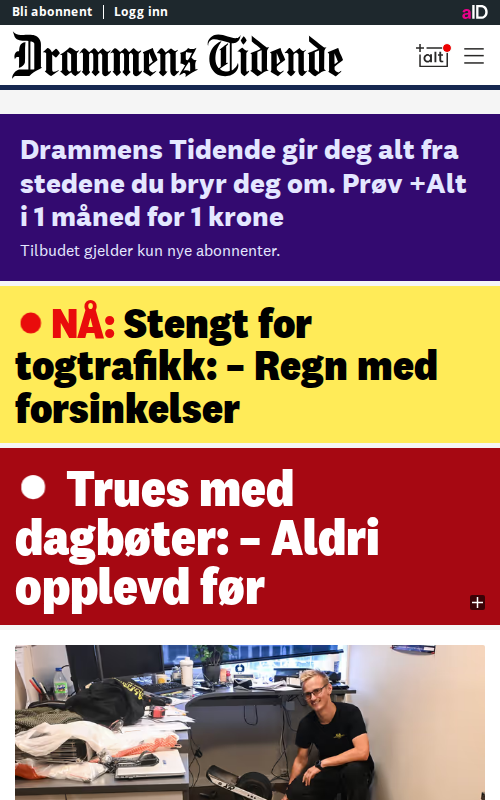 Bli abonnent | Logg inn
aID
Drammens Tidende
+alt
Drammens Tidende gir deg alt fra
stedene du bryr deg om. Prøv +Alt
i 1 måned for 1 krone
Tilbudet gjelder kun nye abonnenter.
NÅ: Stengt for
togtrafikk: – Regn med
forsinkelser
Trues med
dagbøter: – Aldri
opplevd før
+